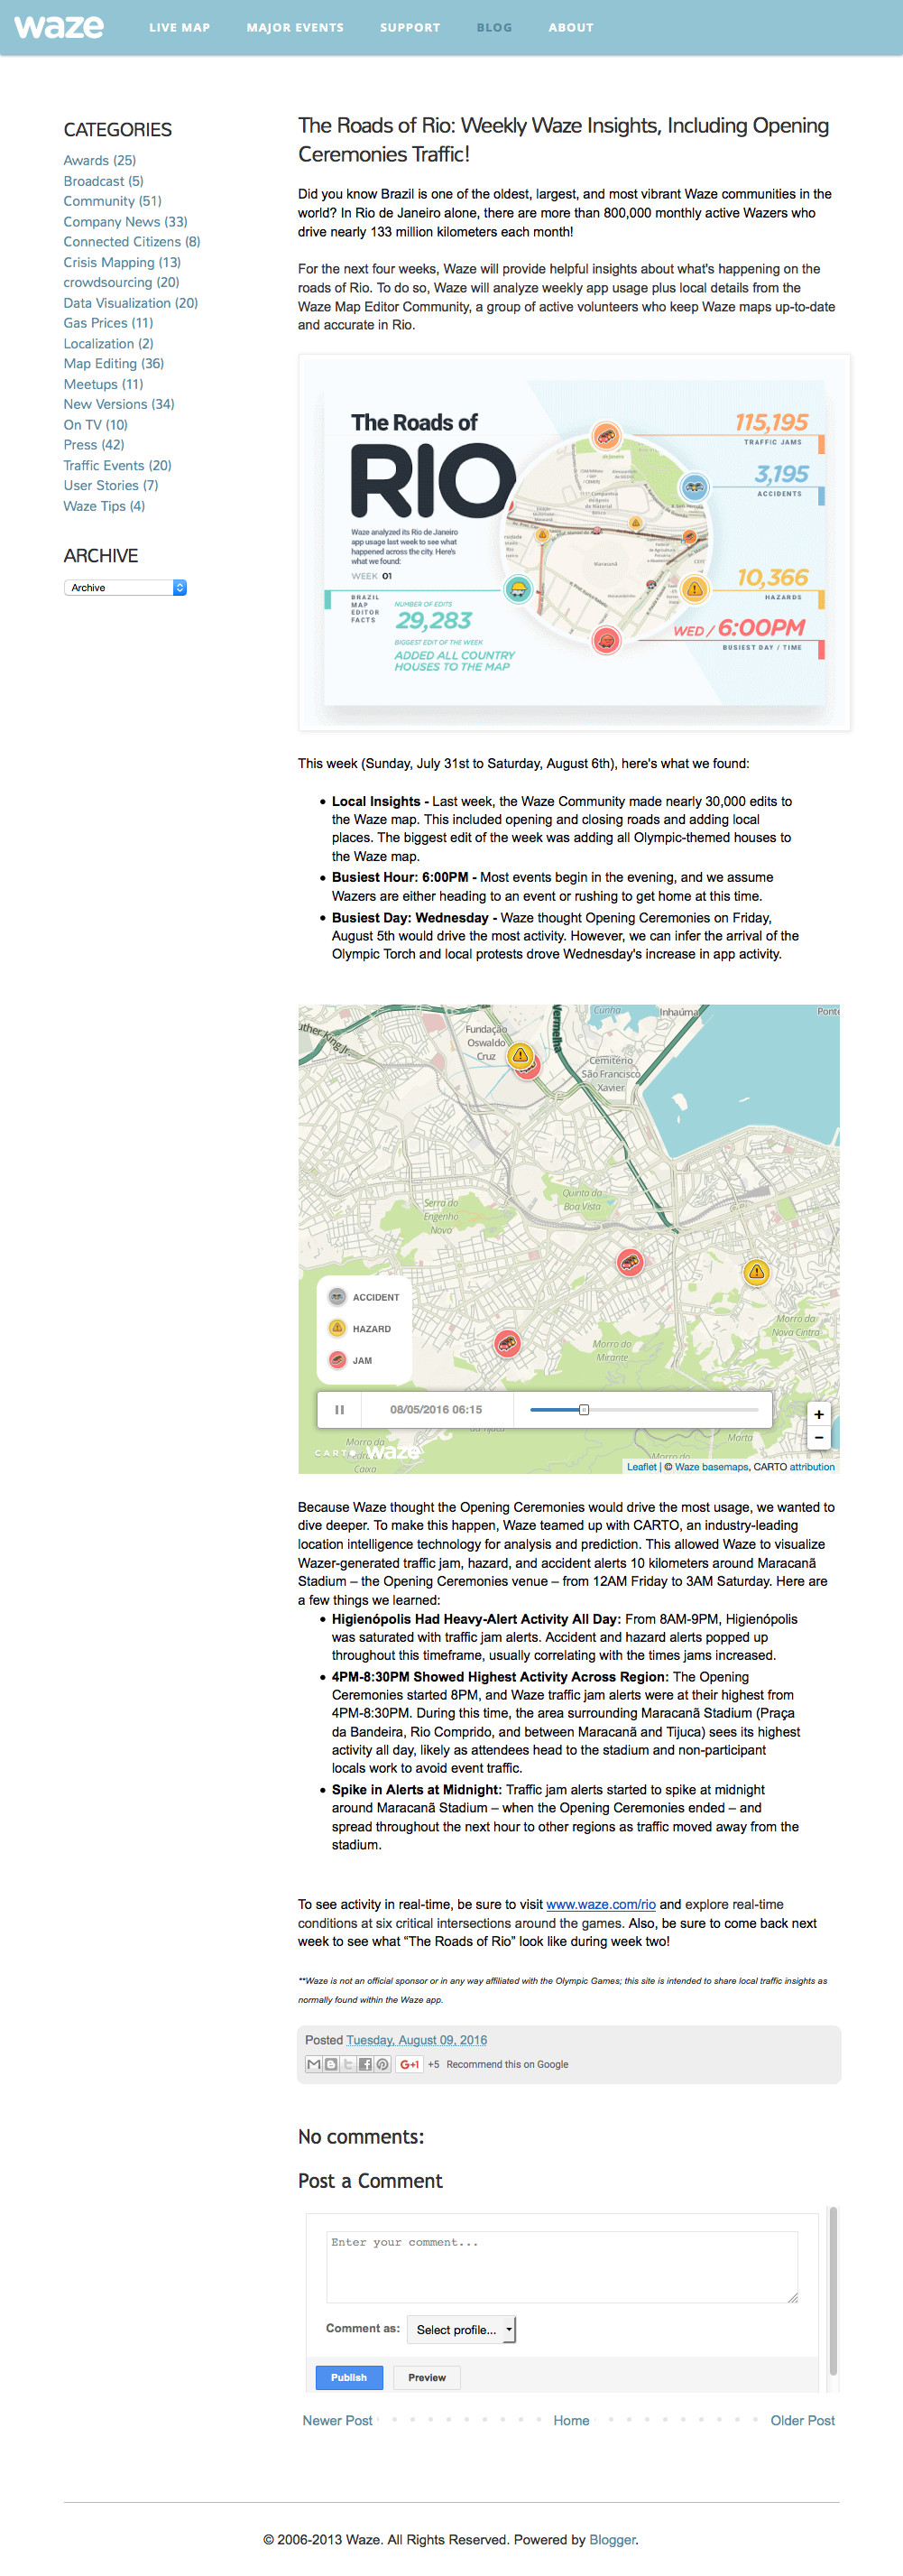 waze
LIVE MAP
MAJOR EVENTS
SUPPORT
BLOG
ABOUT
CATEGORIES
Awards (25)
Broadcast (5)
Community (51)
Company News (33)
Connected Citizens (8)
Crisis Mapping (13)
crowdsourcing (20)
Data Visualization (20)
Gas Prices (11)
Localization (2)
Map Editing (36)
Meetups (11)
New Versions (34)
On TV (10)
Press (42)
Traffic Events (20)
User Stories (7)
Waze Tips (4)
ARCHIVE
Archive
The Roads of Rio: Weekly Waze Insights, Including Opening
Ceremonies Traffic!
Did you know Brazil is one of the oldest, largest, and most vibrant Waze communities in the
world? In Rio de Janeiro alone, there are more than 800,000 monthly active Wazers who
drive nearly 133 million kilometers each month!
For the next four weeks, Waze will provide helpful insights about what's happening on the
roads of Rio. To do so, Waze will analyze weekly app usage plus local details from the
Waze Map Editor Community, a group of active volunteers who keep Waze maps up-to-date
and accurate in Rio.
The Roads of
RIO
Waze analyzed its Rio de Janeiro
app usage last week to see what
happened across the city. Here's
what we found:
WEEK 01
BRAZIL
MAP
EDITOR
FACTS
NUMBER OF EDITS
29,283
BIGGEST EDIT OF THE WEEK
ADDED ALL COUNTRY
HOUSES TO THE MAP
Maracanã
115,195
TRAFFIC JAMS
3,195
ACCIDENTS
10,366
HAZARDS
WED / 6:00PM
BUSIEST DAY / TIME
This week (Sunday, July 31st to Saturday, August 6th), here's what we found:
• Local Insights - Last week, the Waze Community made nearly 30,000 edits to
the Waze map. This included opening and closing roads and adding local
places. The biggest edit of the week was adding all Olympic-themed houses to
the Waze map.
• Busiest Hour: 6:00PM - Most events begin in the evening, and we assume
Wazers are either heading to an event or rushing to get home at this time.
• Busiest Day: Wednesday - Waze thought Opening Ceremonies on Friday,
August 5th would drive the most activity. However, we can infer the arrival of the
Olympic Torch and local protests drove Wednesday's increase in app activity.
uther King Jr.
Fundação
Oswaldo
Cruz
Vermelha
Cunha
Inhaúma
Ponte
Cemitério
São Francisco
Xavier
Quinta da
Boa Vista
Serra do
Engenho
Novo
Morro da
Nova Cintra
Morro do
Mirante
ACCIDENT
HAZARD
JAM
08/05/2016 06:15
+
−
Morro da
Caixa
Marta
CARTO
waze
Leaflet | © Waze basemaps, CARTO attribution
Because Waze thought the Opening Ceremonies would drive the most usage, we wanted to
dive deeper. To make this happen, Waze teamed up with CARTO, an industry-leading
location intelligence technology for analysis and prediction. This allowed Waze to visualize
Wazer-generated traffic jam, hazard, and accident alerts 10 kilometers around Maracanã
Stadium – the Opening Ceremonies venue – from 12AM Friday to 3AM Saturday. Here are
a few things we learned:
• Higienópolis Had Heavy-Alert Activity All Day: From 8AM-9PM, Higienópolis
was saturated with traffic jam alerts. Accident and hazard alerts popped up
throughout this timeframe, usually correlating with the times jams increased.
• 4PM-8:30PM Showed Highest Activity Across Region: The Opening
Ceremonies started 8PM, and Waze traffic jam alerts were at their highest from
4PM-8:30PM. During this time, the area surrounding Maracanã Stadium (Praça
da Bandeira, Rio Comprido, and between Maracanã and Tijuca) sees its highest
activity all day, likely as attendees head to the stadium and non-participant
locals work to avoid event traffic.
• Spike in Alerts at Midnight: Traffic jam alerts started to spike at midnight
around Maracanã Stadium – when the Opening Ceremonies ended – and
spread throughout the next hour to other regions as traffic moved away from the
stadium.
To see activity in real-time, be sure to visit www.waze.com/rio and explore real-time
conditions at six critical intersections around the games. Also, be sure to come back next
week to see what “The Roads of Rio” look like during week two!
**Waze is not an official sponsor or in any way affiliated with the Olympic Games; this site is intended to share local traffic insights as
normally found within the Waze app.
Posted Tuesday, August 09, 2016
G+1 +5 Recommend this on Google
No comments:
Post a Comment
Enter your comment...
Comment as: Select profile...
Publish
Preview
Newer Post
Home
Older Post
© 2006-2013 Waze. All Rights Reserved. Powered by Blogger.